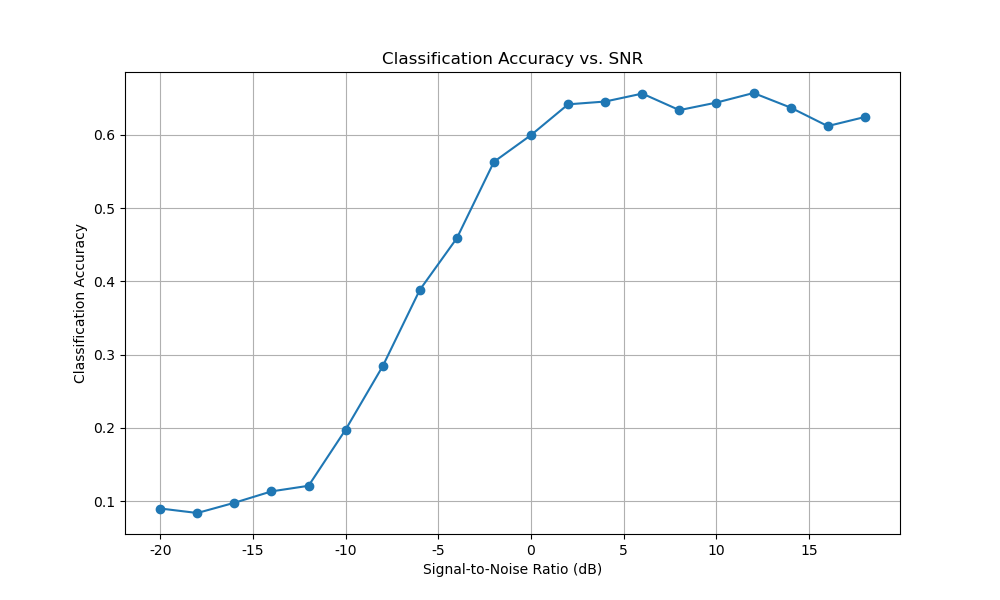 Classification Accuracy vs. SNR
Classification Accuracy
0.6
0.5
0.4
0.3
0.2
0.1
-20 -15 -10 -5 0 5 10 15
Signal-to-Noise Ratio (dB)